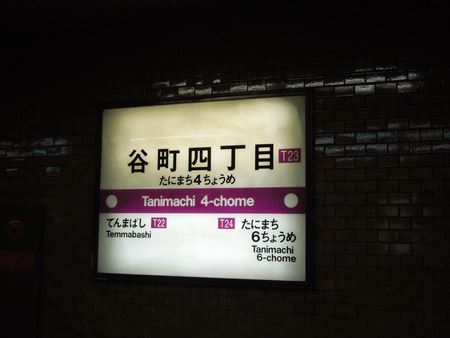 谷町四丁目 T23
たにまち4ちょうめ
Tanimachi 4-chome
てんまばし T22
Temmabashi
T24 たにまち
6ちょうめ
Tanimachi
6-chome